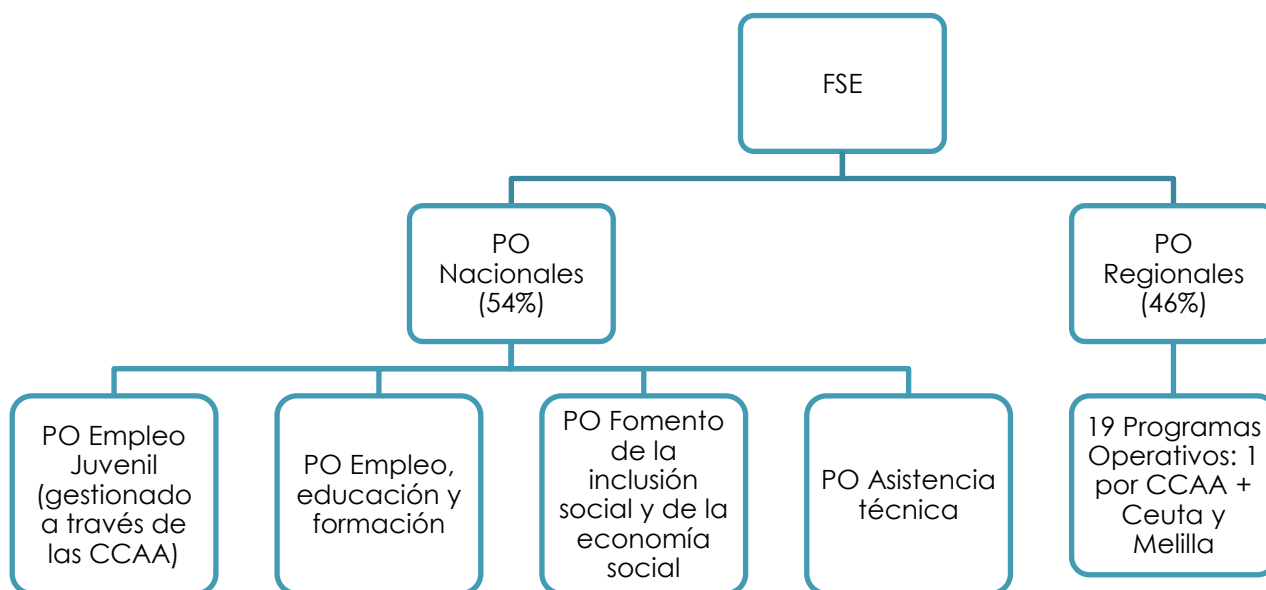 FSE
PO
Nacionales
(54%)
PO
Regionales
(46%)
PO Empleo
Juvenil
(gestionado
a través de
las CCAA)
PO Empleo,
educación y
formación
PO Fomento
de la
inclusión
social y de la
economía
social
PO Asistencia
técnica
19 Programas
Operativos: 1
por CCAA +
Ceuta y
Melilla